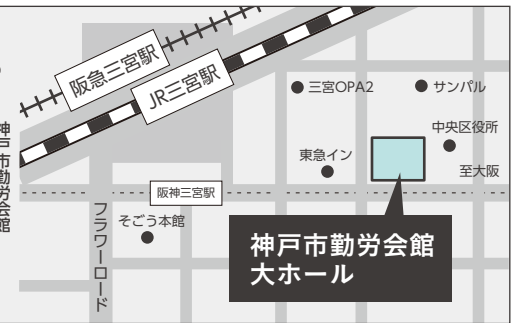 神戸市勤労会館
阪急三宮駅
JR三宮駅
三宮OPA2
サンパル
中央区役所
東急イン
至大阪
阪神三宮駅
フラワーロード
そごう本館
神戸市勤労会館
大ホール